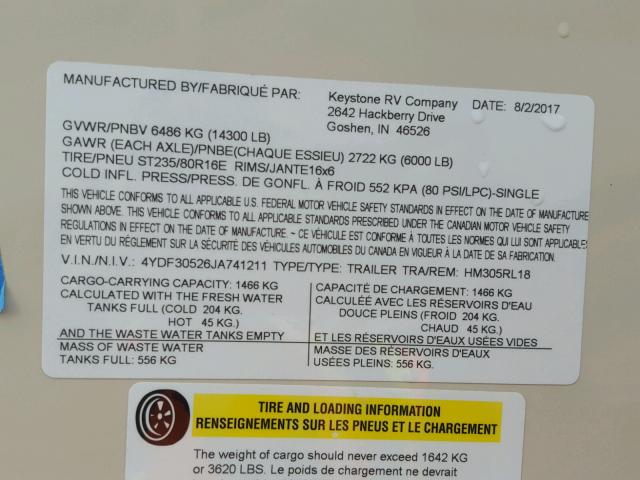 MANUFACTURED BY/FABRIQUÉ PAR: Keystone RV Company DATE: 8/2/2017
2642 Hackberry Drive
Goshen, IN 46526
GVWR/PNBV 6486 KG (14300 LB)
GAWR (EACH AXLE)/PNBE(CHAQUE ESSIEU) 2722 KG (6000 LB)
TIRE/PNEU ST235/80R16E RIMS/JANTE16x6
COLD INFL. PRESS/PRESS. DE GONFL. À FROID 552 KPA (80 PSI/LPC)-SINGLE
THIS VEHICLE CONFORMS TO ALL APPLICABLE U.S. FEDERAL MOTOR VEHICLE SAFETY STANDARDS IN EFFECT ON THE DATE OF MANUFACTURE
SHOWN ABOVE. THIS VEHICLE CONFORMS TO ALL APPLICABLE STANDARDS PRESCRIBED UNDER THE CANADIAN MOTOR VEHICLE SAFETY
REGULATIONS IN EFFECT ON THE DATE OF MANUFACTURE. ~ CE VÉHICULE EST CONFORME À TOUTES LES NORMES QUI LUI SONT APPLICABLES
EN VERTU DU RÉGLEMENT SUR LA SÉCURITÉ DES VÉHICULES AUTOMOBILES DU CANADA EN VIGUEUR À LA DATE DE SA FABRICATION.
V.I.N./N.I.V.: 4YDF30526JA741211 TYPE/TYPE: TRAILER TRA/REM: HM305RL18
CARGO-CARRYING CAPACITY: 1466 KG
CALCULATED WITH THE FRESH WATER
TANKS FULL (COLD 204 KG.
HOT 45 KG.)
AND THE WASTE WATER TANKS EMPTY
MASS OF WASTE WATER
TANKS FULL: 556 KG
CAPACITÉ DE CHARGEMENT: 1466 KG
CALCULÉE AVEC LES RÉSERVOIRS D'EAU
DOUCE PLEINS (FROID 204 KG.
CHAUD 45 KG.)
ET LES RÉSERVOIRS D'EAUX USÉES VIDES
MASSE DES RÉSERVOIRS D'EAUX
USÉES PLEINS: 556 KG.
TIRE AND LOADING INFORMATION
RENSEIGNEMENTS SUR LES PNEUS ET LE CHARGEMENT
The weight of cargo should never exceed 1642 KG
or 3620 LBS. Le poids de chargement ne devrait